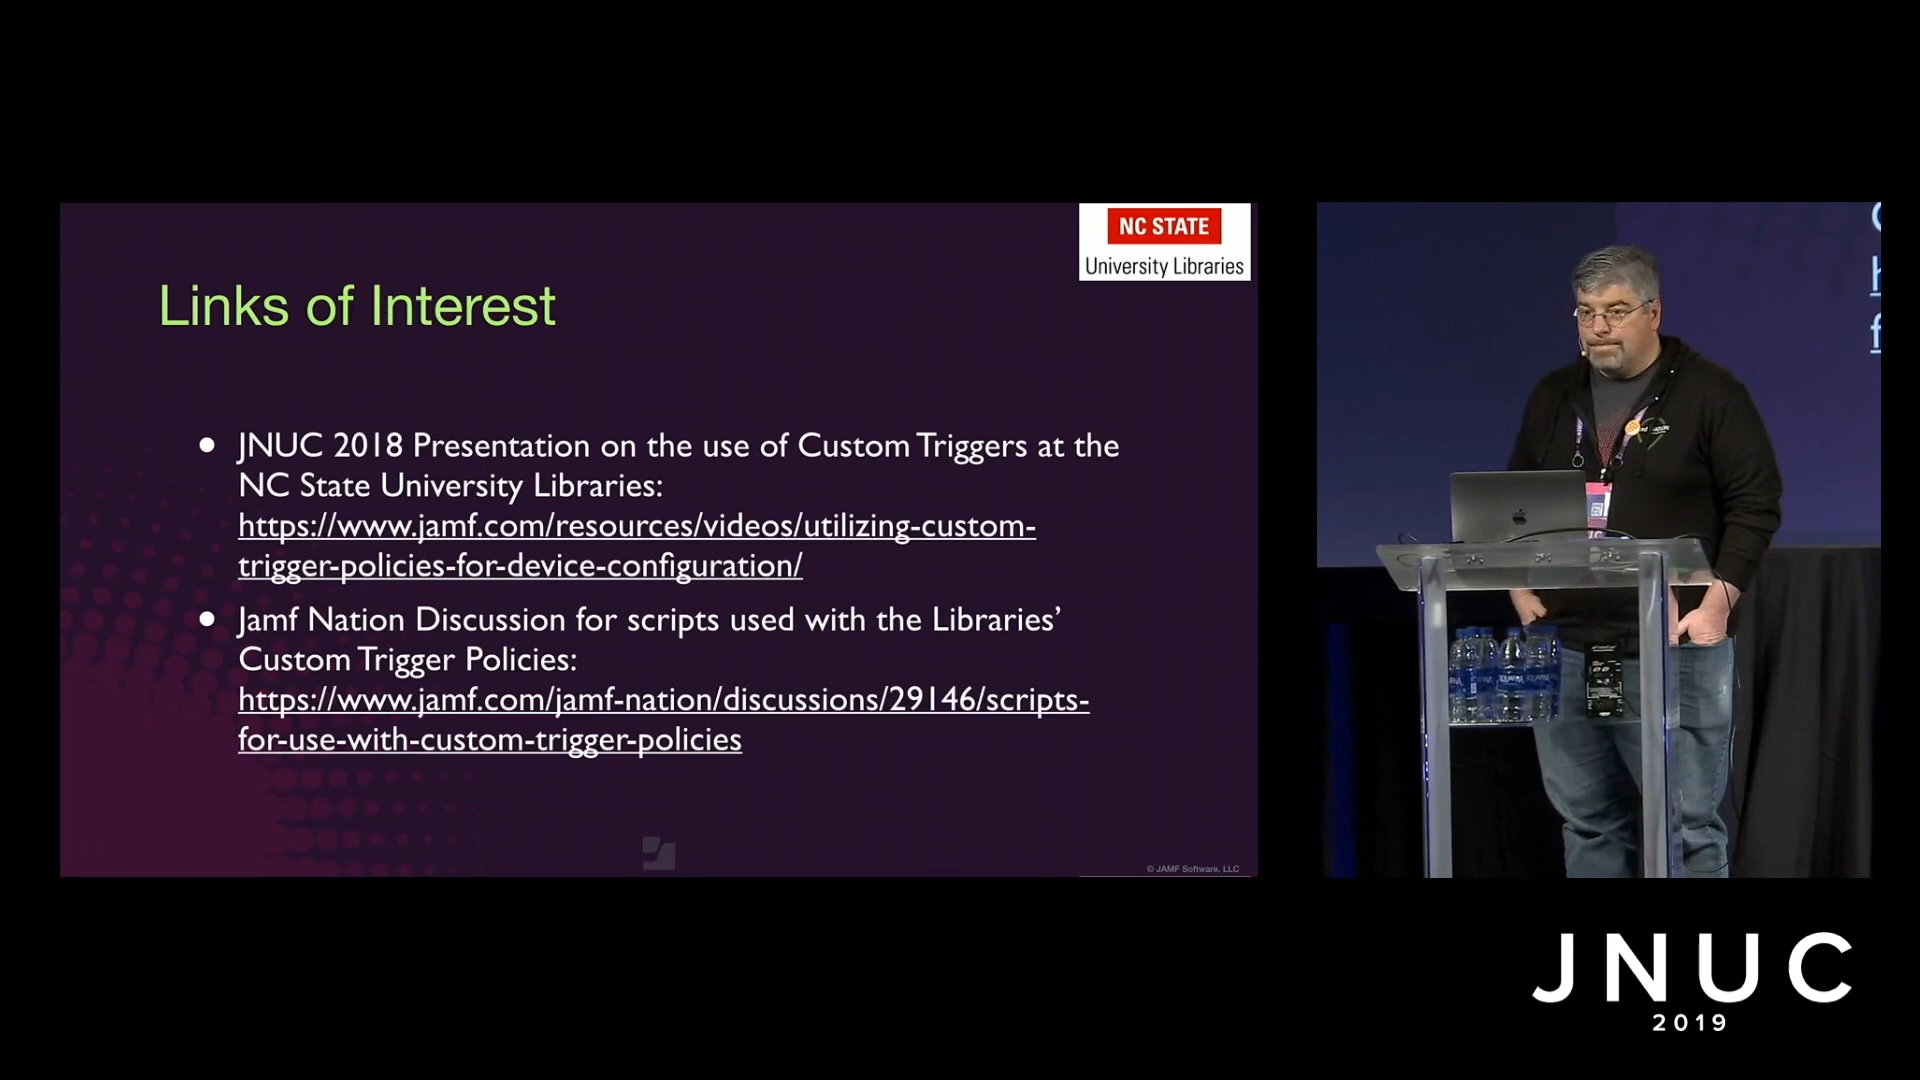 NC STATE
University Libraries
Links of Interest
● JNUC 2018 Presentation on the use of Custom Triggers at the
NC State University Libraries:
https://www.jamf.com/resources/videos/utilizing-custom-
trigger-policies-for-device-configuration/
● Jamf Nation Discussion for scripts used with the Libraries’
Custom Trigger Policies:
https://www.jamf.com/jamf-nation/discussions/29146/scripts-
for-use-with-custom-trigger-policies
© JAMF Software, LLC
JNUC
2019